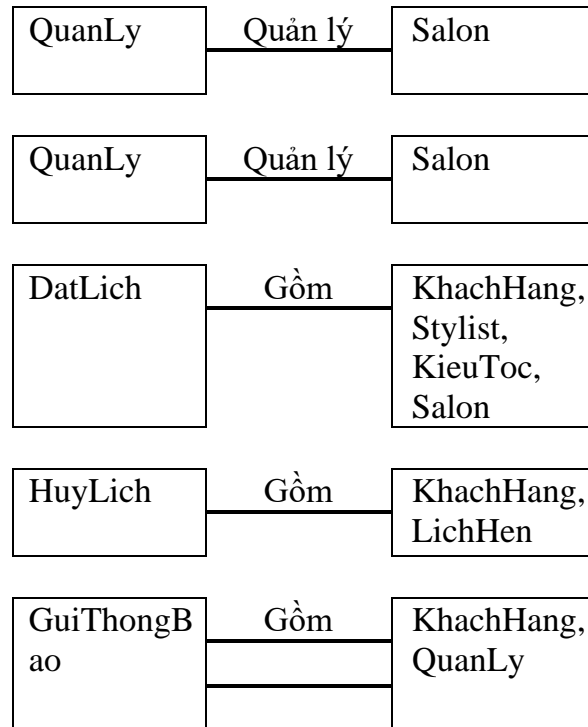 QuanLy Quản lý Salon
QuanLy Quản lý Salon
DatLich Gồm KhachHang,
Stylist,
KieuToc,
Salon
HuyLich Gồm KhachHang,
LichHen
GuiThongB Gồm KhachHang,
ao QuanLy